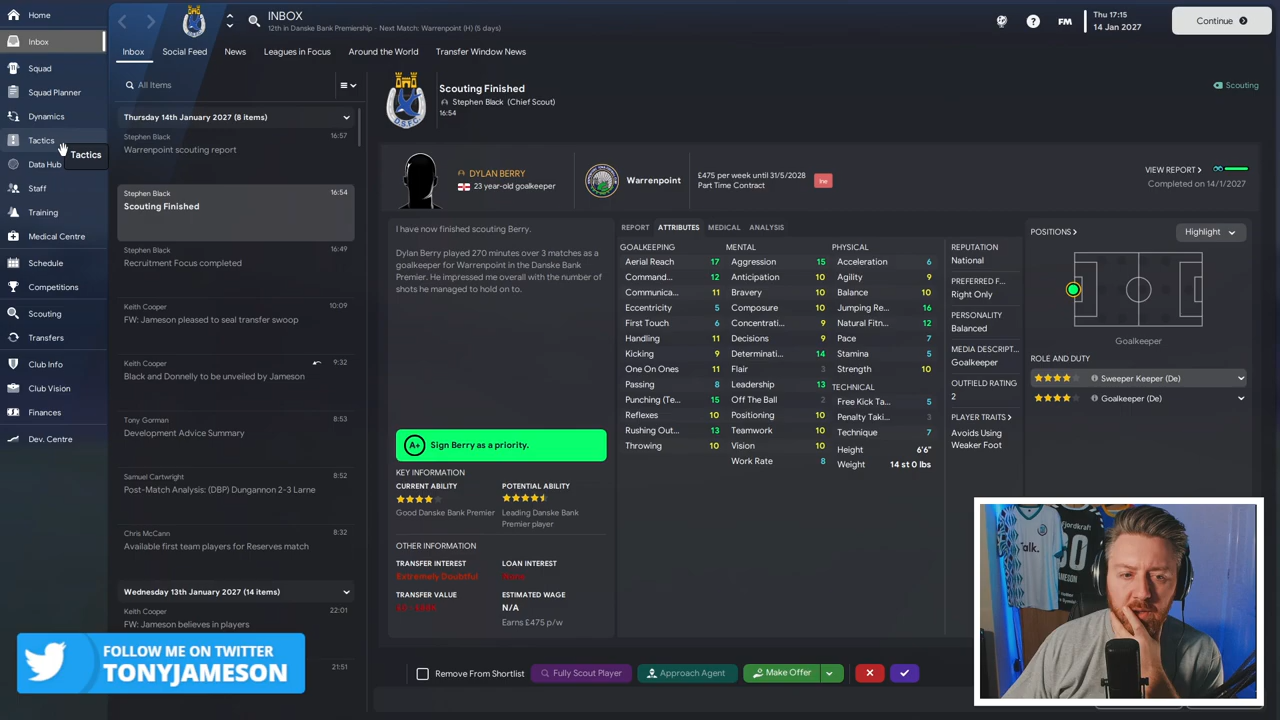 Home
INBOX
12th in Danske Bank Premiership - Next Match: Warrenpoint (H) (5 days)
FM
Thu 17:15
14 Jan 2027
Continue
Inbox
Squad
Squad Planner
Dynamics
Tactics
Tactics
Data Hub
Staff
Training
Medical Centre
Schedule
Competitions
Scouting
Transfers
Club Info
Club Vision
Finances
Dev. Centre
Inbox
Social Feed
News
Leagues in Focus
Around the World
Transfer Window News
All Items
Thursday 14th January 2027 (8 items)
Stephen Black 16:57
Warrenpoint scouting report
Stephen Black 16:54
Scouting Finished
Stephen Black 16:49
Recruitment Focus completed
Keith Cooper 10:09
FW: Jameson pleased to seal transfer swoop
Keith Cooper 9:32
Black and Donnelly to be unveiled by Jameson
Tony Gorman 8:53
Development Advice Summary
Samuel Cartwright 8:52
Post-Match Analysis: (DBP) Dungannon 2-3 Larne
Chris McCann 8:32
Available first team players for Reserves match
Wednesday 13th January 2027 (14 items)
Keith Cooper 22:01
FW: Jameson believes in players
21:51
Scouting Finished
Stephen Black (Chief Scout)
16:54
Scouting
D.S.F.C.
DYLAN BERRY
23 year-old goalkeeper
Warrenpoint
£475 per week until 31/5/2028
Part Time Contract
Ine
VIEW REPORT >
Completed on 14/1/2027
I have now finished scouting Berry.
Dylan Berry played 270 minutes over 3 matches as a
goalkeeper for Warrenpoint in the Danske Bank
Premier. He impressed me overall with the number of
shots he managed to hold on to.
A+ Sign Berry as a priority.
KEY INFORMATION
CURRENT ABILITY
Good Danske Bank Premier
POTENTIAL ABILITY
Leading Danske Bank
Premier player
OTHER INFORMATION
TRANSFER INTEREST
Extremely Doubtful
LOAN INTEREST
None
TRANSFER VALUE
ESTIMATED WAGE
N/A
Earns £475 p/w
REPORT
ATTRIBUTES
MEDICAL
ANALYSIS
GOALKEEPING
Aerial Reach 17
Command... 12
Communica... 11
Eccentricity 5
First Touch 6
Handling 11
Kicking 9
One On Ones 11
Passing 8
Punching (Te... 15
Reflexes 10
Rushing Out... 13
Throwing 10
MENTAL
Aggression 15
Anticipation 10
Bravery 10
Composure 10
Concentrati... 9
Decisions 9
Determinati... 14
Flair 3
Leadership 13
Off The Ball 2
Positioning 10
Teamwork 10
Vision 10
Work Rate 8
PHYSICAL
Acceleration 6
Agility 9
Balance 10
Jumping Re... 16
Natural Fitn... 12
Pace 7
Stamina 5
Strength 10
TECHNICAL
Free Kick Ta... 5
Penalty Taki... 3
Technique 7
Height 6'6"
Weight 14 st 0 lbs
REPUTATION
National
PREFERRED F...
Right Only
PERSONALITY
Balanced
MEDIA DESCRIPT...
Goalkeeper
OUTFIELD RATING
2
PLAYER TRAITS >
Avoids Using
Weaker Foot
POSITIONS >
Highlight
Goalkeeper
ROLE AND DUTY
Sweeper Keeper (De)
Goalkeeper (De)
Remove From Shortlist
Fully Scout Player
Approach Agent
Make Offer
FOLLOW ME ON TWITTER
TONYJAMESON
Talk.
fjordkraft
JAMESON